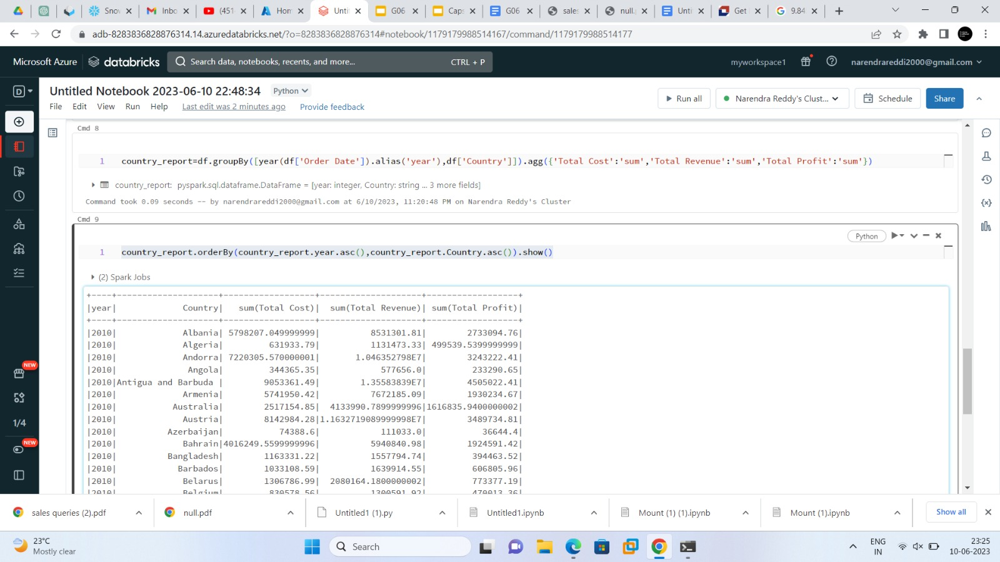 Snov
Inbo
(451
Hom
Unti
G06
Caps
G06
sales
null.
Unti
Get I
9.84
adb-8283836828876314.14.azuredatabricks.net/?o=8283836828876314#notebook/1179179988514167/command/1179179988514177
Microsoft Azure
databricks
Search data, notebooks, recents, and more...
CTRL + P
myworkspace1
narendrareddi2000@gmail.com
D
Untitled Notebook 2023-06-10 22:48:34
Python
File Edit View Run Help Last edit was 2 minutes ago Provide feedback
Run all
Narendra Reddy's Clust...
Schedule
Share
Cmd 8
1 country_report=df.groupBy([year(df['Order Date']).alias('year'),df['Country']]).agg({'Total Cost':'sum','Total Revenue':'sum','Total Profit':'sum'})
country_report: pyspark.sql.dataframe.DataFrame = [year: integer, Country: string ... 3 more fields]
Command took 0.09 seconds -- by narendrareddi2000@gmail.com at 6/10/2023, 11:20:48 PM on Narendra Reddy's Cluster
Cmd 9
Python
1 country_report.orderBy(country_report.year.asc(),country_report.Country.asc()).show()
(2) Spark Jobs
+----+-------------------+------------------+-------------------+------------------+
|year|            Country|   sum(Total Cost)| sum(Total Revenue)| sum(Total Profit)|
+----+-------------------+------------------+-------------------+------------------+
|2010|            Albania| 5798207.049999999|         8531301.81|        2733094.76|
|2010|            Algeria|         631933.79|         1131473.33| 499539.5399999999|
|2010|            Andorra| 7220305.570000001|      1.046352798E7|        3243222.41|
|2010|             Angola|         344365.35|           577656.0|         233290.65|
|2010|Antigua and Barbuda |        9053361.49|       1.35583839E7|        4505022.41|
|2010|            Armenia|        5741950.42|         7672185.09|        1930234.67|
|2010|          Australia|        2517154.85| 4133990.7899999996|1616835.9400000002|
|2010|            Austria|        8142984.28|1.1632719089999998E7|        3489734.81|
|2010|         Azerbaijan|           74388.6|           111033.0|           36644.4|
|2010|            Bahrain|4016249.5599999996|         5940840.98|        1924591.42|
|2010|         Bangladesh|        1163331.22|         1557794.74|         394463.52|
|2010|           Barbados|        1033108.59|         1639914.55|         606805.96|
|2010|            Belarus|        1306786.99| 2080164.1800000002|         773377.19|
|2010|            Belgium|         830578.56|         1300591.92|         470013.36|
NEW
1/4
NEW
sales queries (2).pdf
null.pdf
Untitled1 (1).py
Untitled1.ipynb
Mount (1) (1).ipynb
Mount (1).ipynb
Show all
23°C
Mostly clear
Search
ENG
IN
23:25
10-06-2023